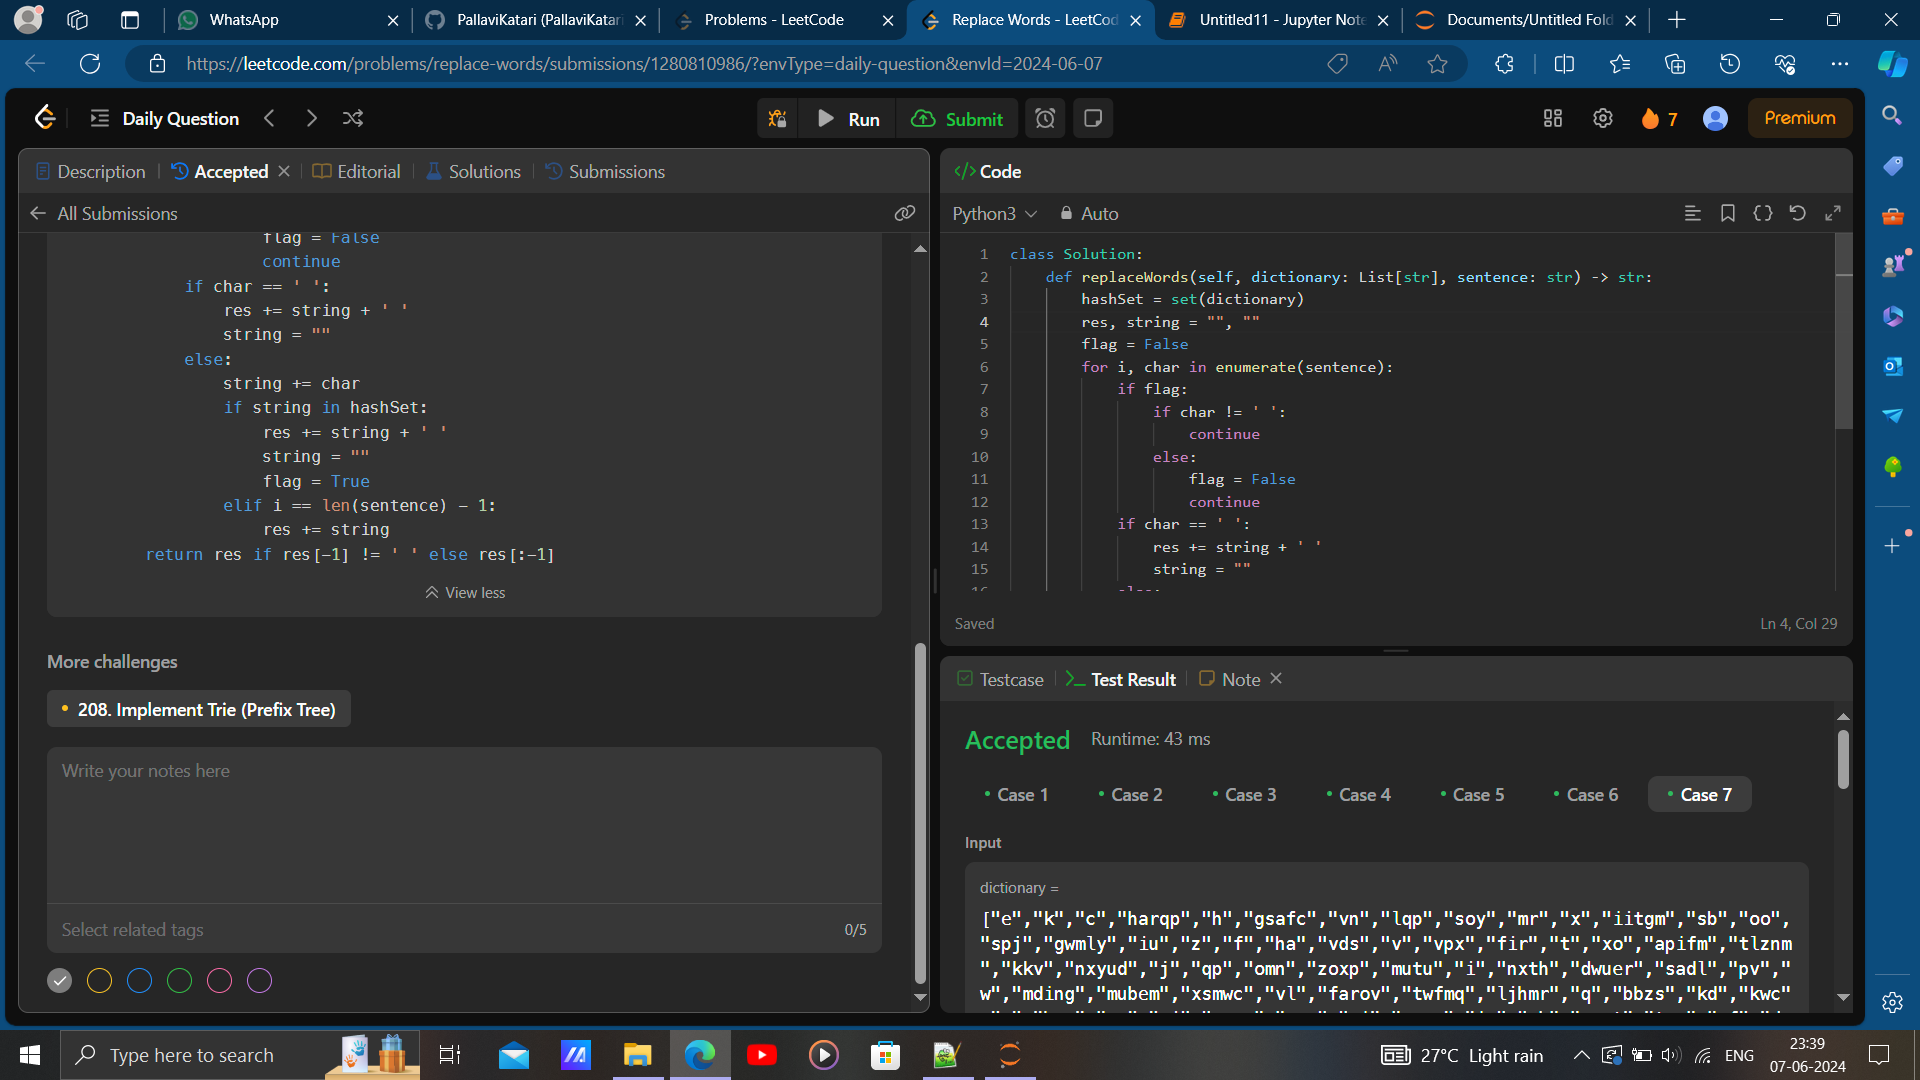 WhatsApp
PallaviKatari (PallaviKatari
Problems - LeetCode
Replace Words - LeetCod
Untitled11 - Jupyter Note
Documents/Untitled Fold
https://leetcode.com/problems/replace-words/submissions/1280810986/?envType=daily-question&envId=2024-06-07
Daily Question
Run
Submit
7
Premium
Description
Accepted
Editorial
Solutions
Submissions
All Submissions
flag = False
continue
if char == ' ':
res += string + ' '
string = ""
else:
string += char
if string in hashSet:
res += string + ' '
string = ""
flag = True
elif i == len(sentence) - 1:
res += string
return res if res[-1] != ' ' else res[:-1]
View less
More challenges
208. Implement Trie (Prefix Tree)
Write your notes here
Select related tags
0/5
</> Code
Python3
Auto
1 class Solution:
2 def replaceWords(self, dictionary: List[str], sentence: str) -> str:
3 hashSet = set(dictionary)
4 res, string = "", ""
5 flag = False
6 for i, char in enumerate(sentence):
7 if flag:
8 if char != ' ':
9 continue
10 else:
11 flag = False
12 continue
13 if char == ' ':
14 res += string + ' '
15 string = ""
16 else:
Saved
Ln 4, Col 29
Testcase
Test Result
Note
Accepted
Runtime: 43 ms
Case 1
Case 2
Case 3
Case 4
Case 5
Case 6
Case 7
Input
dictionary =
["e","k","c","harqp","h","gsafc","vn","lqp","soy","mr","x","iitgm","sb","oo",
"spj","gwmly","iu","z","f","ha","vds","v","vpx","fir","t","xo","apifm","tlznm
","kkv","nxyud","j","qp","omn","zoxp","mutu","i","nxth","dwuer","sadl","pv","
w","mding","mubem","xsmwc","vl","farov","twfmq","ljhmr","q","bbzs","kd","kwc"
Type here to search
27°C Light rain
ENG
23:39
07-06-2024